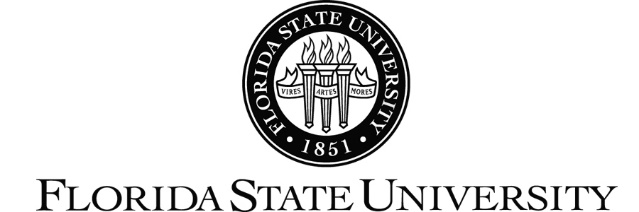 FLORIDA STATE UNIVERSITY
VIRES ARTES MORES
1851
FLORIDA STATE UNIVERSITY